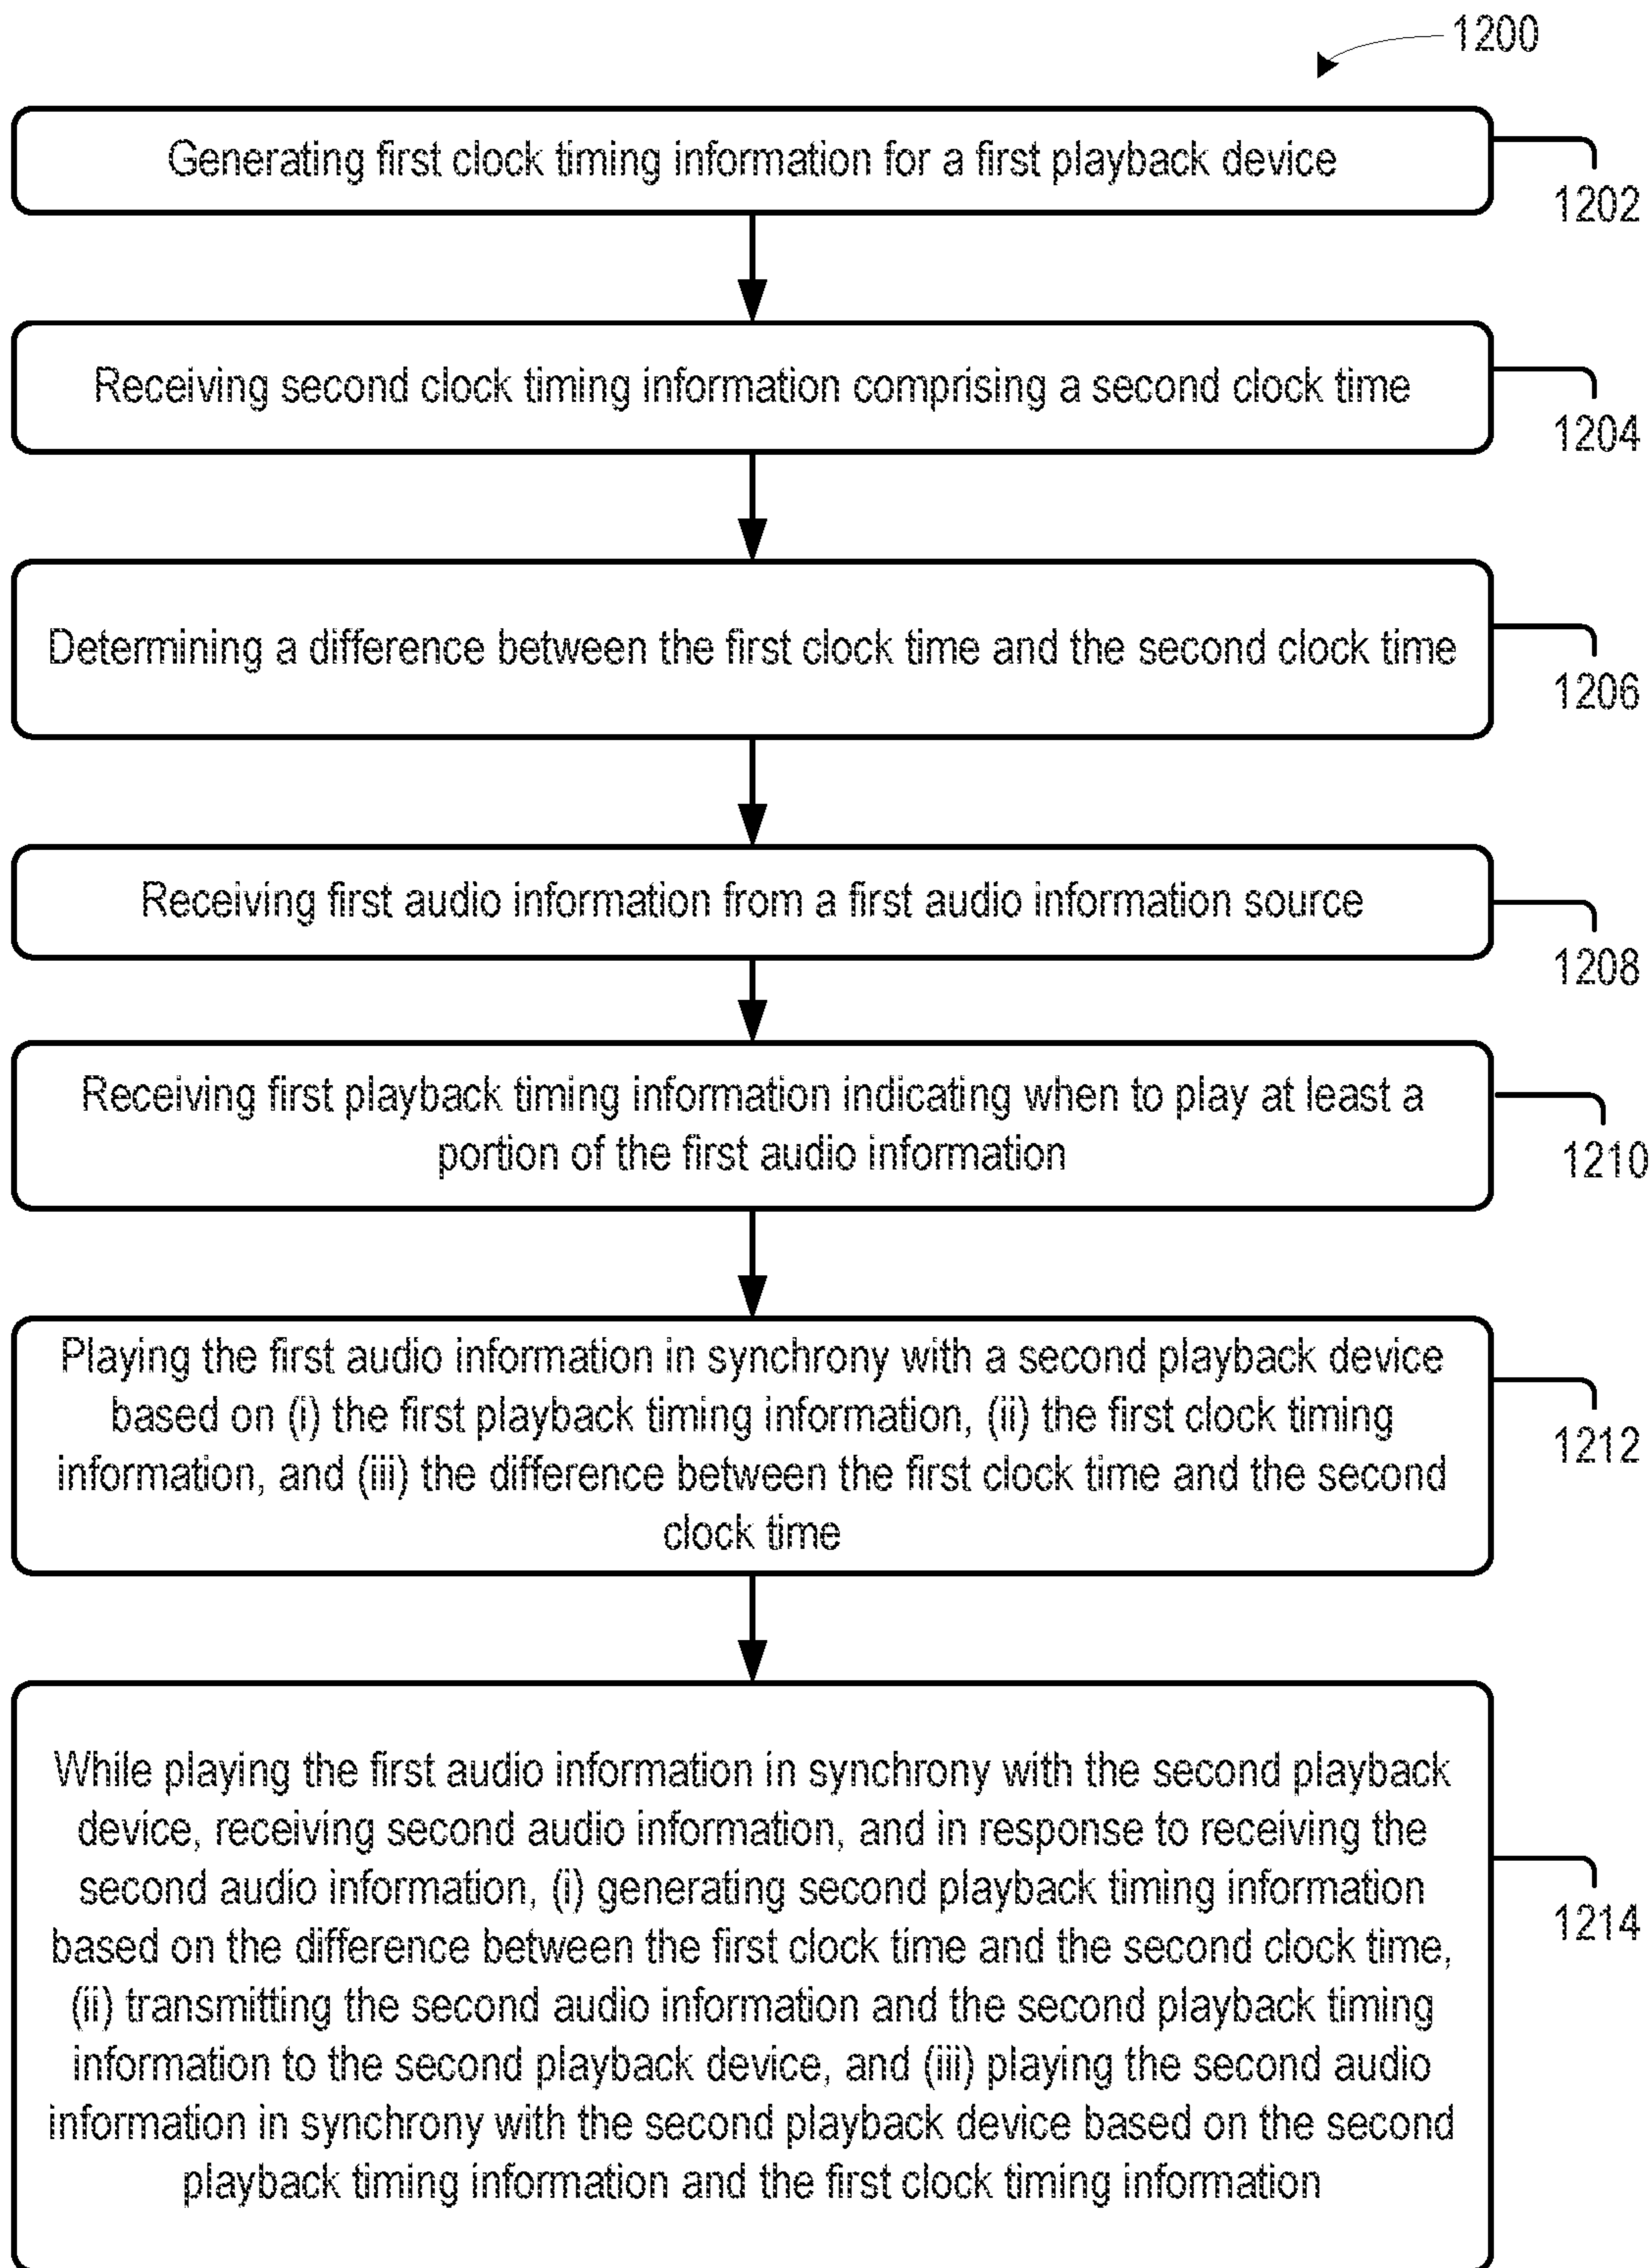 1200
Generating first clock timing information for a first playback device
1202
Receiving second clock timing information comprising a second clock time
1204
Determining a difference between the first clock time and the second clock time
1206
Receiving first audio information from a first audio information source
1208
Receiving first playback timing information indicating when to play at least a
portion of the first audio information
1210
Playing the first audio information in synchrony with a second playback device
based on (i) the first playback timing information, (ii) the first clock timing
information, and (iii) the difference between the first clock time and the second
clock time
1212
While playing the first audio information in synchrony with the second playback
device, receiving second audio information, and in response to receiving the
second audio information, (i) generating second playback timing information
based on the difference between the first clock time and the second clock time,
(ii) transmitting the second audio information and the second playback timing
information to the second playback device, and (iii) playing the second audio
information in synchrony with the second playback device based on the second
playback timing information and the first clock timing information
1214